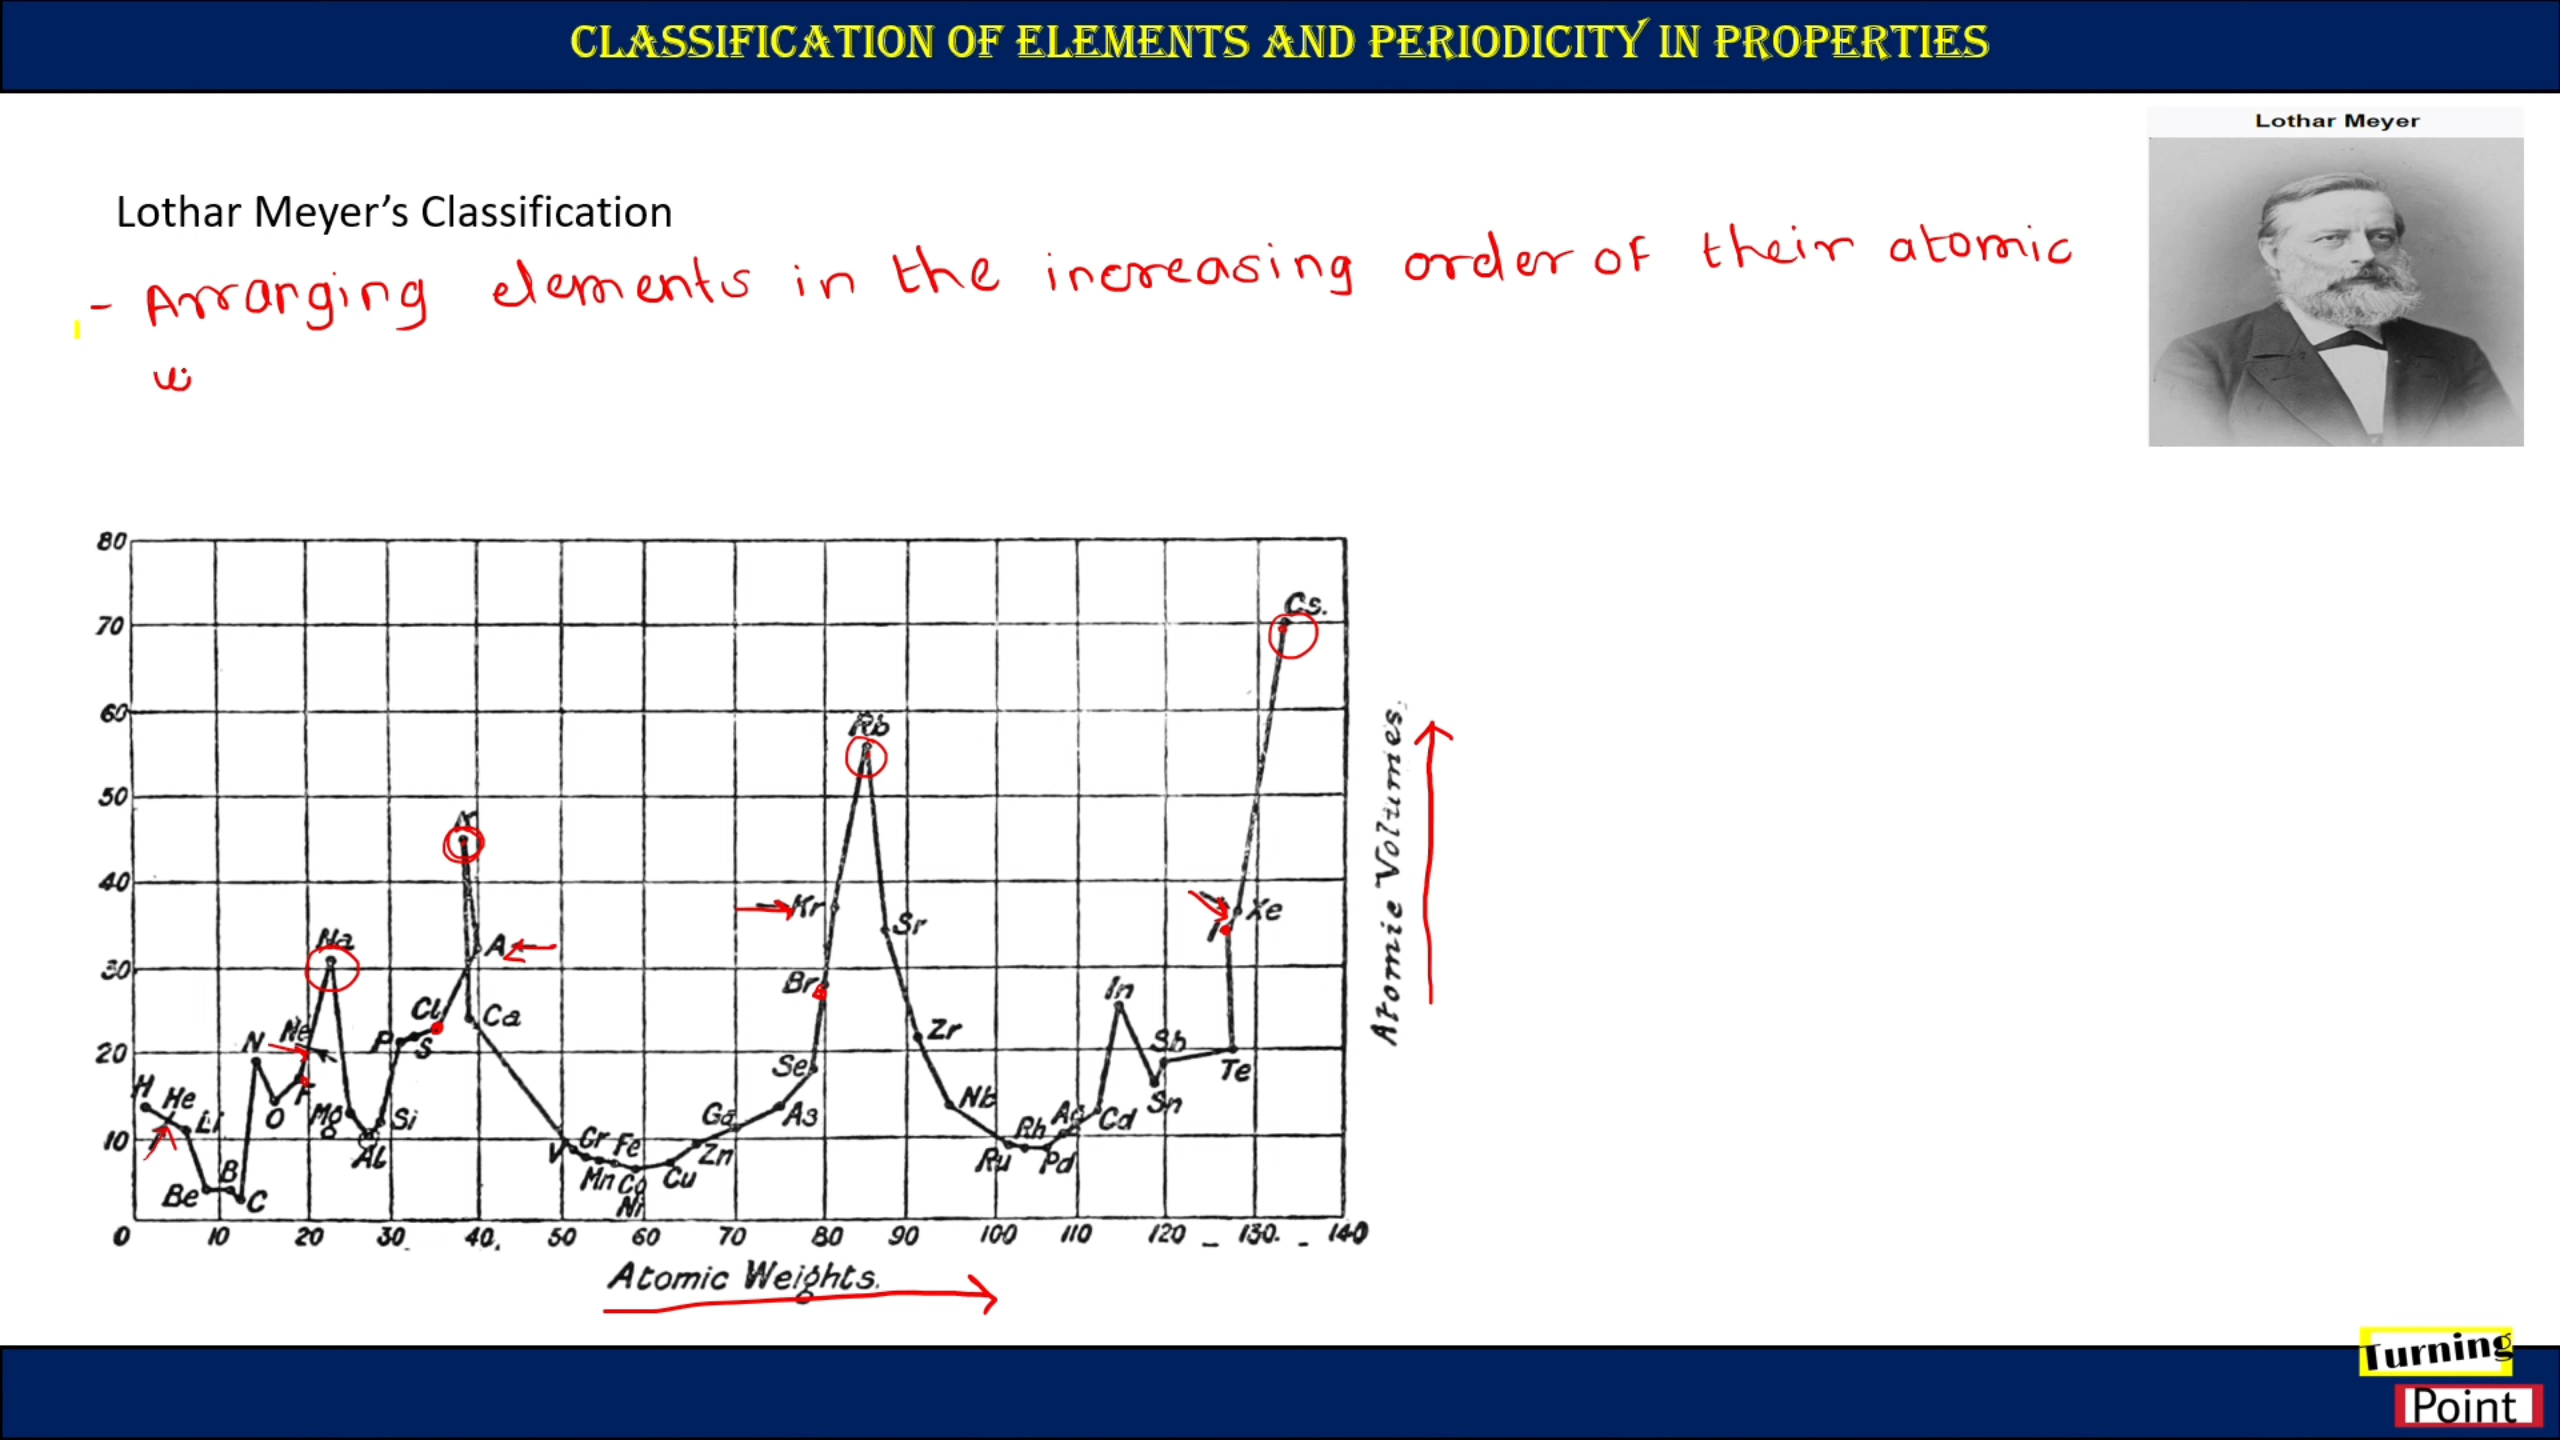 CLASSIFICATION OF ELEMENTS AND PERIODICITY IN PROPERTIES
Lothar Meyer
Lothar Meyer's Classification
- Arranging elements in the increasing order of their atomic
80
70
60
50
40
30
20
10
0 10 20 30 40. 50 60 70 80 90 100 110 120 130. 140
H He Li Be B C N O F Ne Na Mg Al Si P S Cl A Ca
V Cr Mn Fe Co Ni Cu Zn Ga As Se Br Kr Rb Sr Zr Nb
Ru Rh Pd Ag Cd In Sn Sb Te I Xe Cs.
Atomic Weights.
Atomic Volumes.
Turning
Point